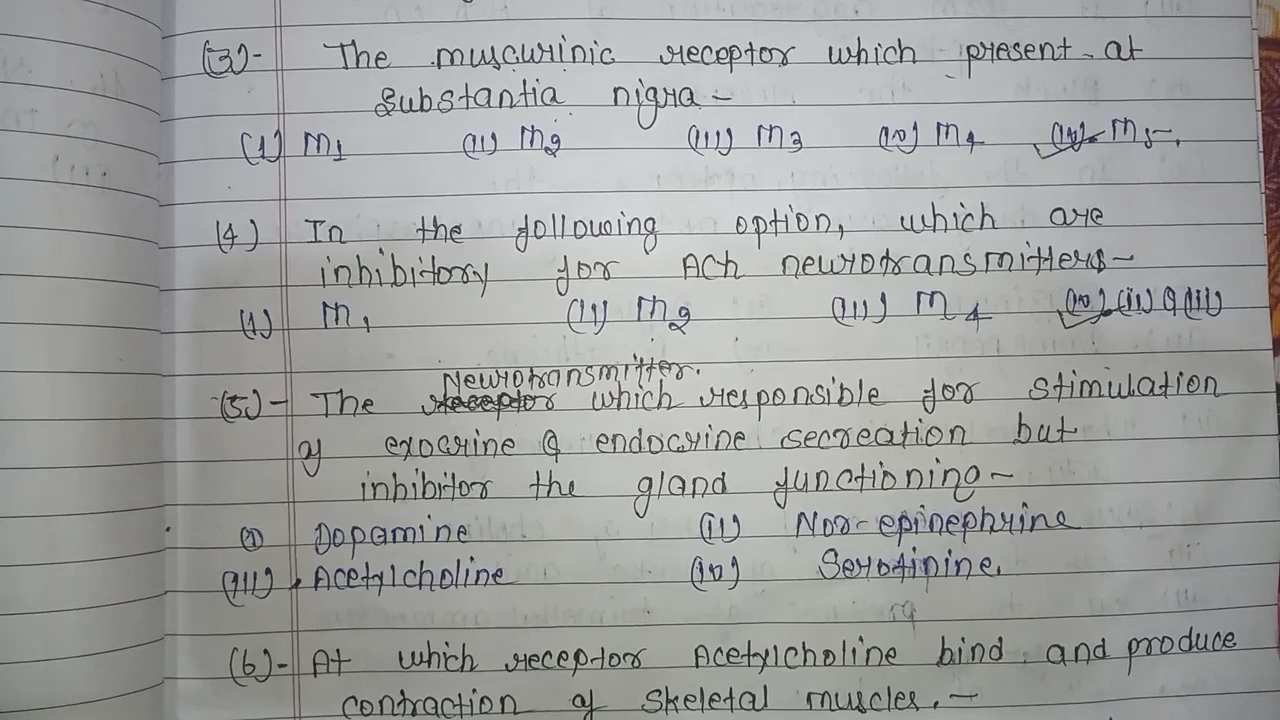 (3)- The muscurinic receptor which present at
substantia nigra -
(I) M1 (II) M2 (III) M3 (IV) M4 (V) M5-.
(4) In the following option, which are
inhibitory for ACh neurotransmitters-
(I) M1 (II) M2 (III) M4 (IV) (II) & (III)
Neurotransmitter.
(5)- The receptor which responsible for stimulation
of exocrine & endocrine secreation but
inhibitor the gland functioning-
(I) Dopamine (II) Nor-epinephrine
(III) Acetylcholine (IV) Serotinine.
(6)- At which receptor Acetylcholine bind and produce
contraction of skeletal muscles.-